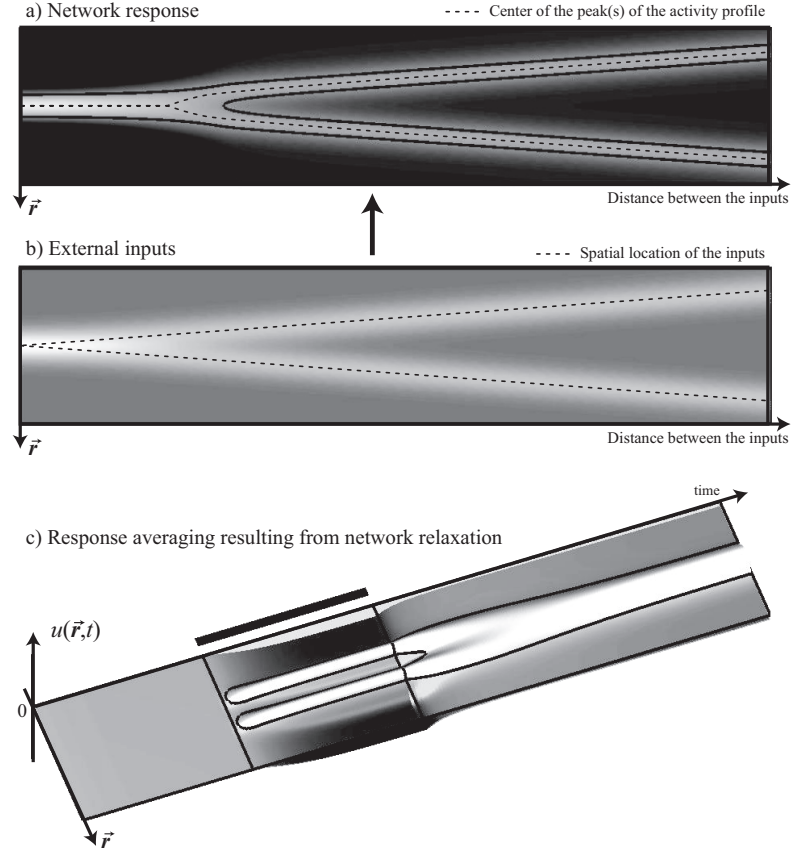 a) Network response
Center of the peak(s) of the activity profile
r⃗
Distance between the inputs
b) External inputs
Spatial location of the inputs
r⃗
Distance between the inputs
time
c) Response averaging resulting from network relaxation
u(r⃗,t)
0
r⃗